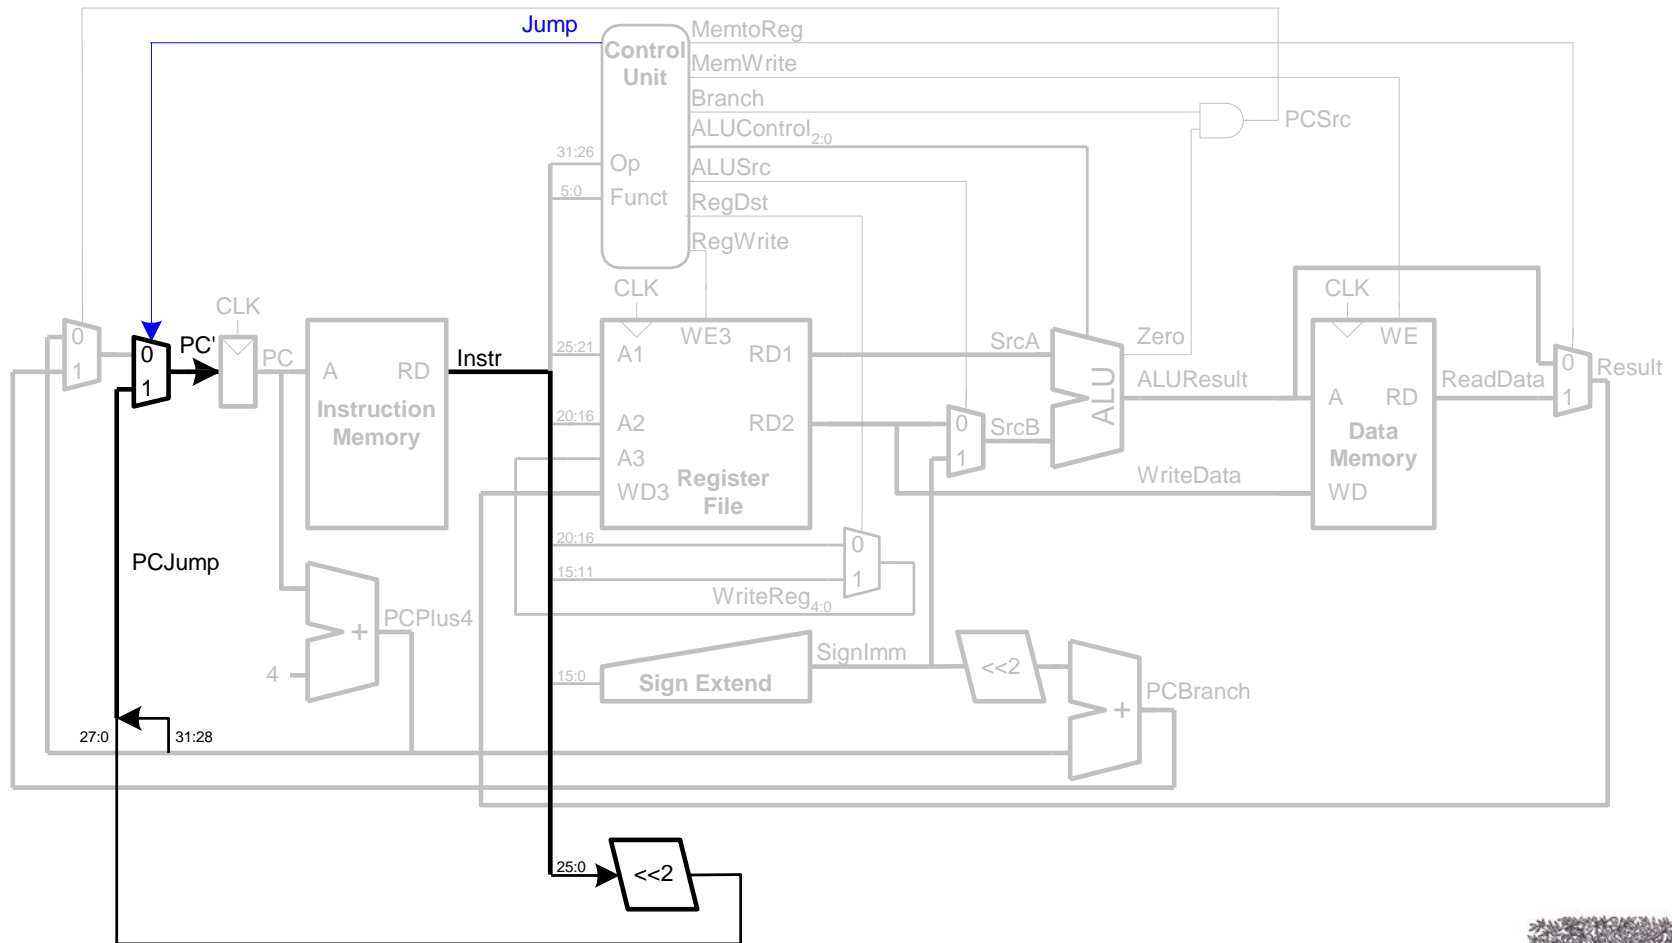 Jump
MemtoReg
Control
Unit
MemWrite
Branch
PCSrc
ALUControl2:0
31:26
Op
ALUSrc
5:0
Funct
RegDst
RegWrite
CLK
CLK
CLK
0
1
0
1
PC'
PC
A
RD
Instruction
Memory
Instr
25:21
A1
WE3
RD1
20:16
A2
RD2
A3
WD3
Register
File
SrcA
0
1
SrcB
ALU
Zero
ALUResult
WriteData
WE
A
RD
Data
Memory
WD
ReadData
0
1
Result
20:16
0
15:11
1
WriteReg4:0
PCJump
PCPlus4
+
4
15:0
Sign Extend
SignImm
<<2
PCBranch
+
27:0
31:28
25:0
<<2